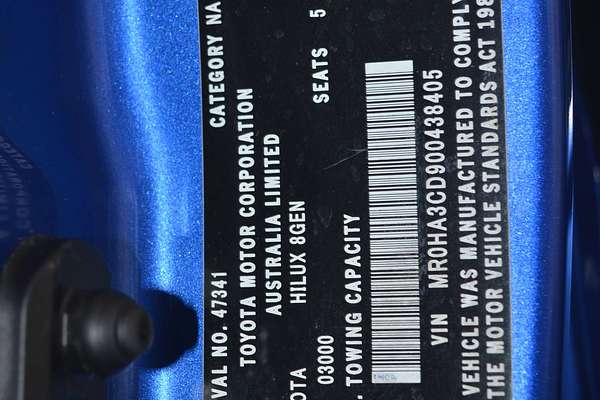 VAL NO. 47341 CATEGORY NA
TOYOTA MOTOR CORPORATION
AUSTRALIA LIMITED
OTA HILUX 8GEN SEATS 5
03000
. TOWING CAPACITY
VIN MR0HA3CD900438405
VEHICLE WAS MANUFACTURED TO COMPLY
THE MOTOR VEHICLE STANDARDS ACT 198